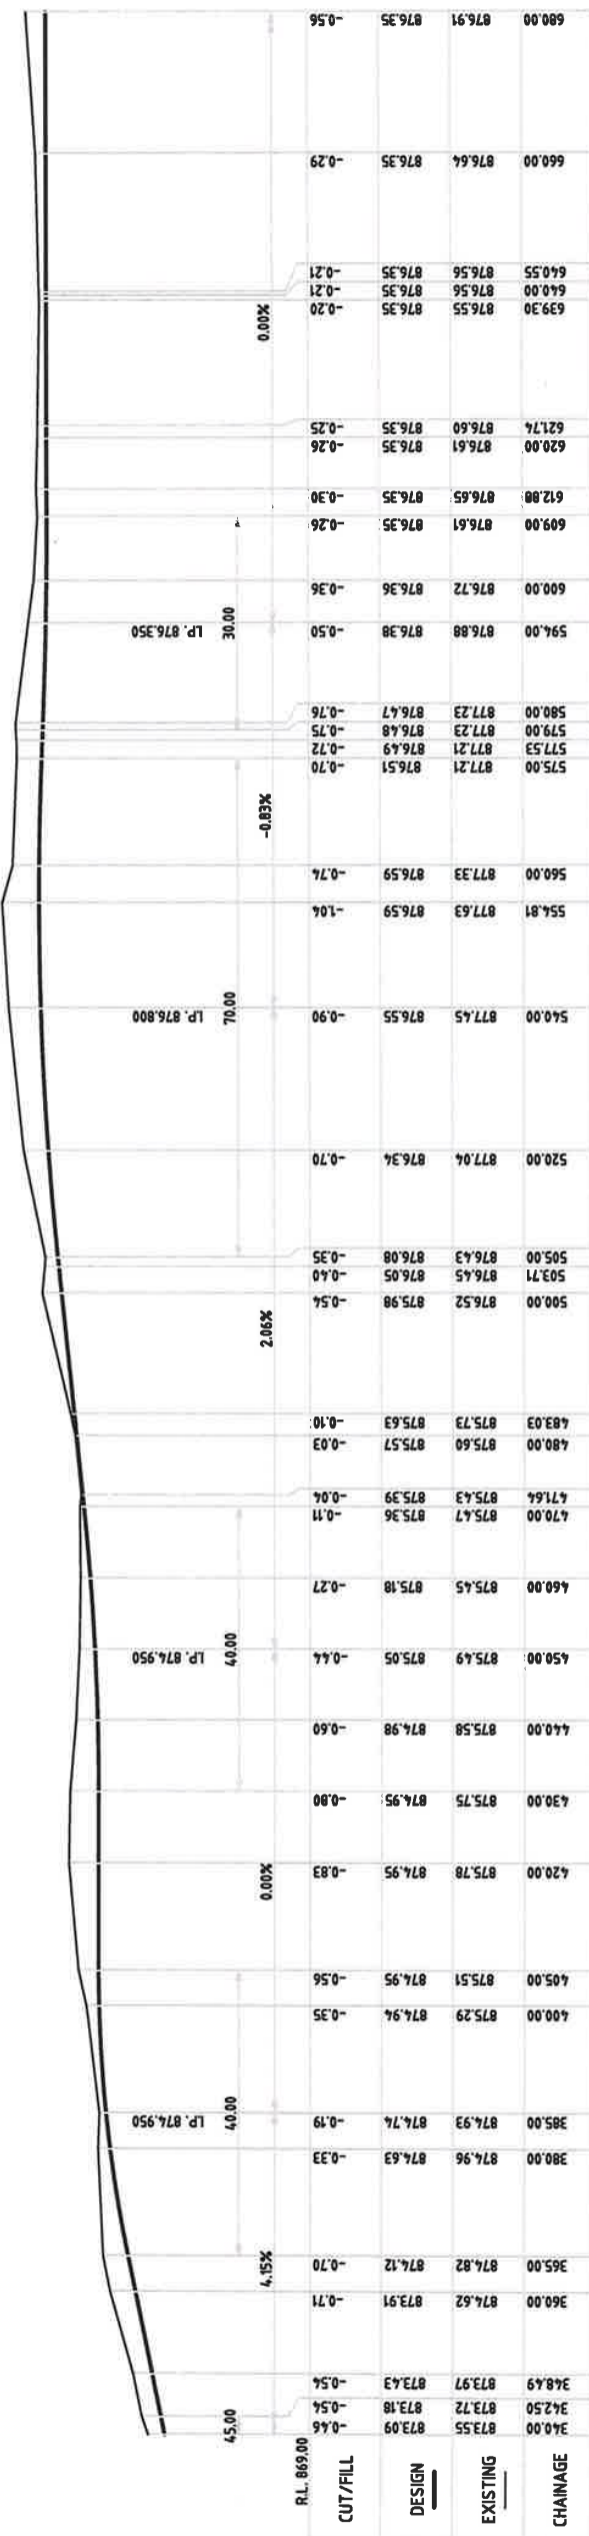 I.P. 874.950
I.P. 874.950
I.P. 876.800
I.P. 876.350
45.00 40.00 40.00 70.00 30.00
4.15% 0.00% 2.06% -0.83% 0.00%
R.L. 869.00
CUT/FILL -0.46 -0.54 -0.54 -0.71 -0.70 -0.33 -0.19 -0.35 -0.56 -0.83 -0.80 -0.60 -0.44 -0.27 -0.11 -0.04 -0.03 -0.10 -0.54 -0.40 -0.35 -0.70 -0.90 -1.04 -0.74 -0.70 -0.72 -0.75 -0.76 -0.50 -0.36 -0.26 -0.30 -0.26 -0.25 -0.20 -0.21 -0.21 -0.29 -0.56
DESIGN 873.09 873.18 873.43 873.91 874.12 874.63 874.74 874.94 874.95 874.95 874.95 874.98 875.05 875.18 875.36 875.39 875.57 875.63 875.98 876.05 876.08 876.34 876.55 876.59 876.59 876.51 876.49 876.48 876.47 876.38 876.36 876.35 876.35 876.35 876.35 876.35 876.35 876.35 876.35 876.35
EXISTING 873.55 873.72 873.97 874.62 874.82 874.96 874.93 875.29 875.51 875.78 875.75 875.58 875.49 875.45 875.47 875.43 875.60 875.73 876.52 876.45 876.43 877.04 877.45 877.63 877.33 877.21 877.21 877.23 877.23 876.88 876.72 876.61 876.65 876.61 876.60 876.55 876.56 876.56 876.64 876.91
CHAINAGE 340.00 342.50 348.49 360.00 365.00 380.00 385.00 400.00 405.00 420.00 430.00 440.00 450.00 460.00 470.00 471.64 480.00 483.03 500.00 503.71 505.00 520.00 540.00 554.81 560.00 575.00 577.53 579.00 580.00 594.00 600.00 609.00 612.88 620.00 621.74 639.30 640.00 640.55 660.00 680.00